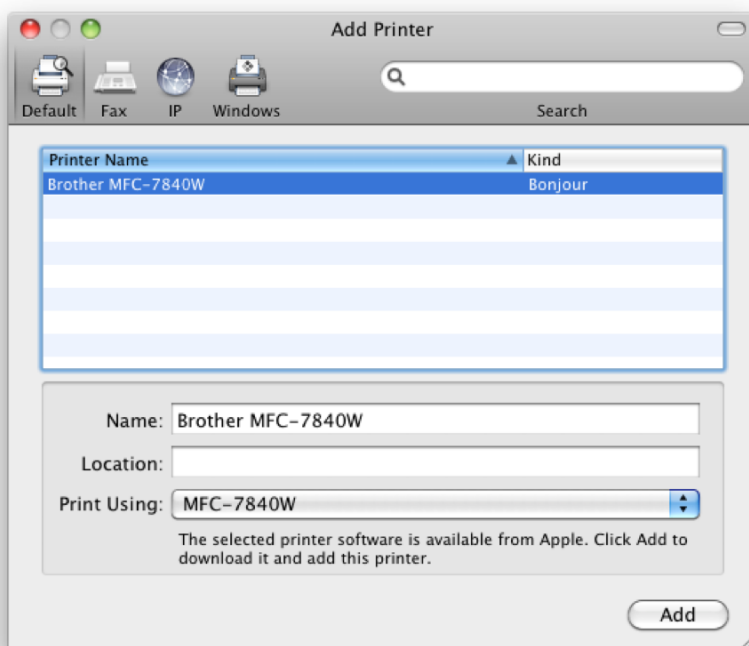 Add Printer
Default Fax IP Windows Search
Printer Name Kind
Brother MFC-7840W Bonjour
Name: Brother MFC-7840W
Location:
Print Using: MFC-7840W
The selected printer software is available from Apple. Click Add to
download it and add this printer.
Add